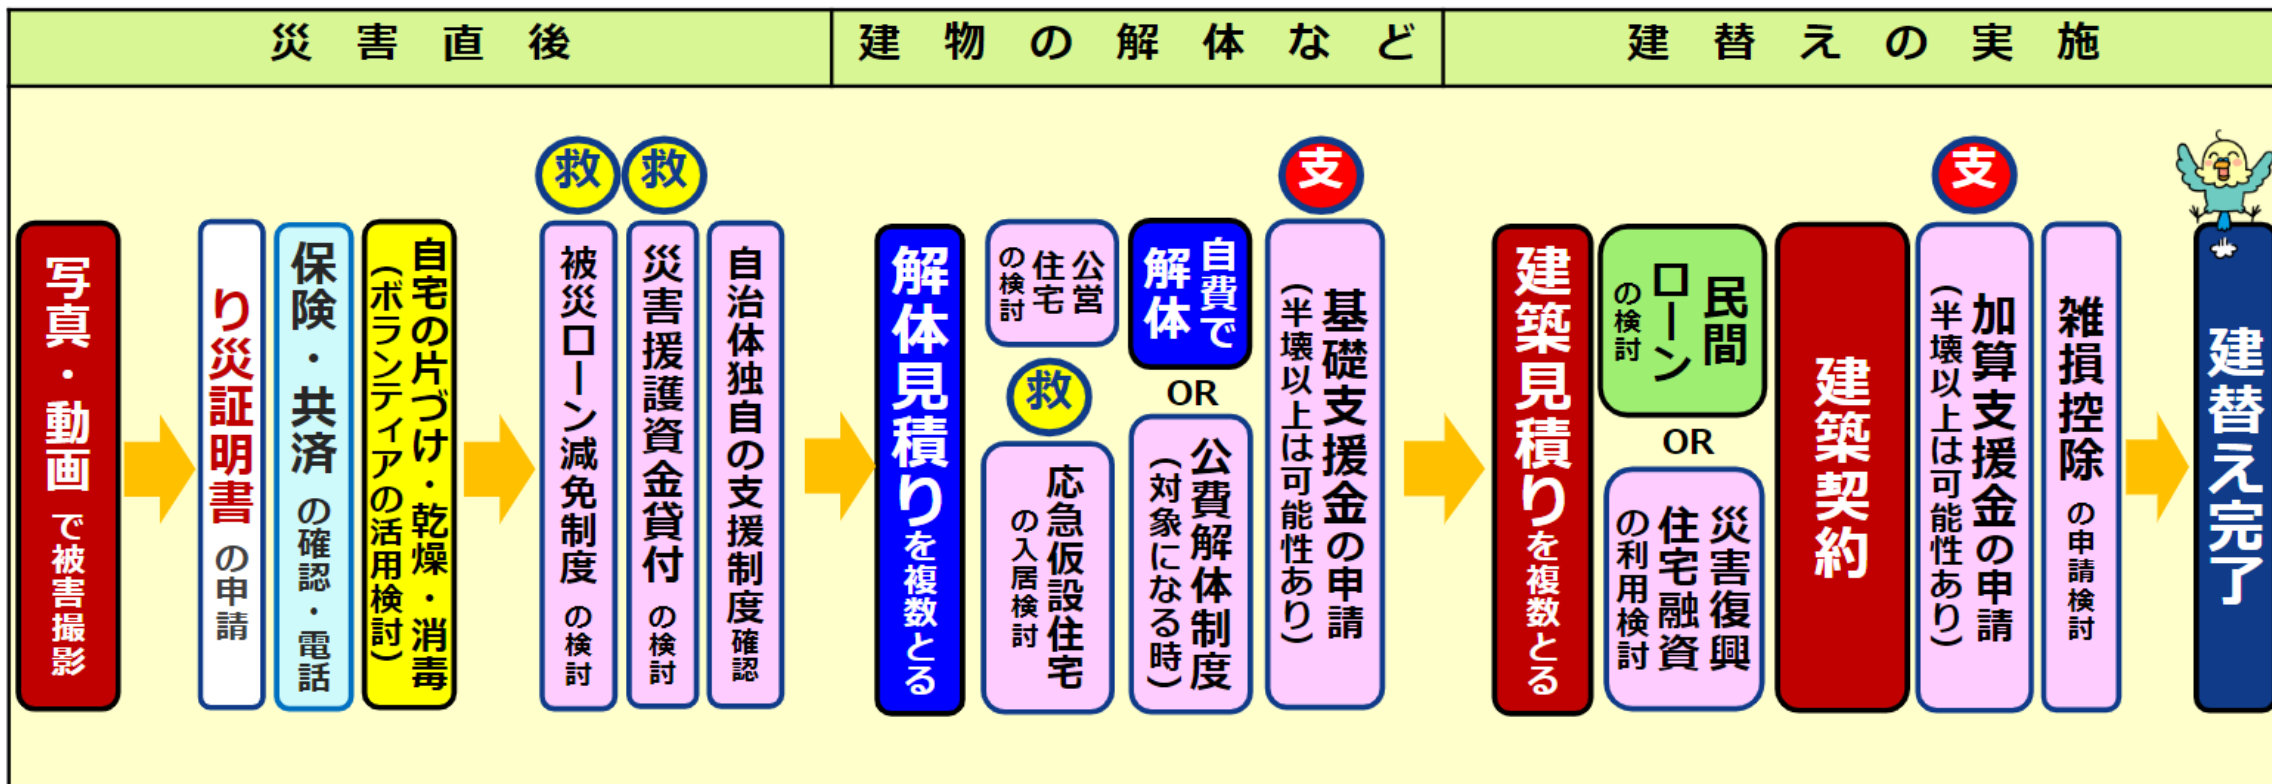 災害直後
建物の解体など
建替えの実施
写真・動画で被害撮影
り災証明書の申請
保険・共済の確認・電話
自宅の片づけ・乾燥・消毒
(ボランティアの活用検討)
救
被災ローン減免制度の検討
救
災害援護資金貸付の検討
自治体独自の支援制度確認
解体見積りを複数とる
公営
住宅
の検討
救
応急仮設住宅
の入居検討
自費で
解体
OR
公費解体制度
(対象になる時)
支
基礎支援金の申請
(半壊以上は可能性あり)
建築見積りを複数とる
民間
ローン
の検討
OR
災害復興
住宅融資
の利用検討
建築契約
支
加算支援金の申請
(半壊以上は可能性あり)
雑損控除の申請検討
建替え完了